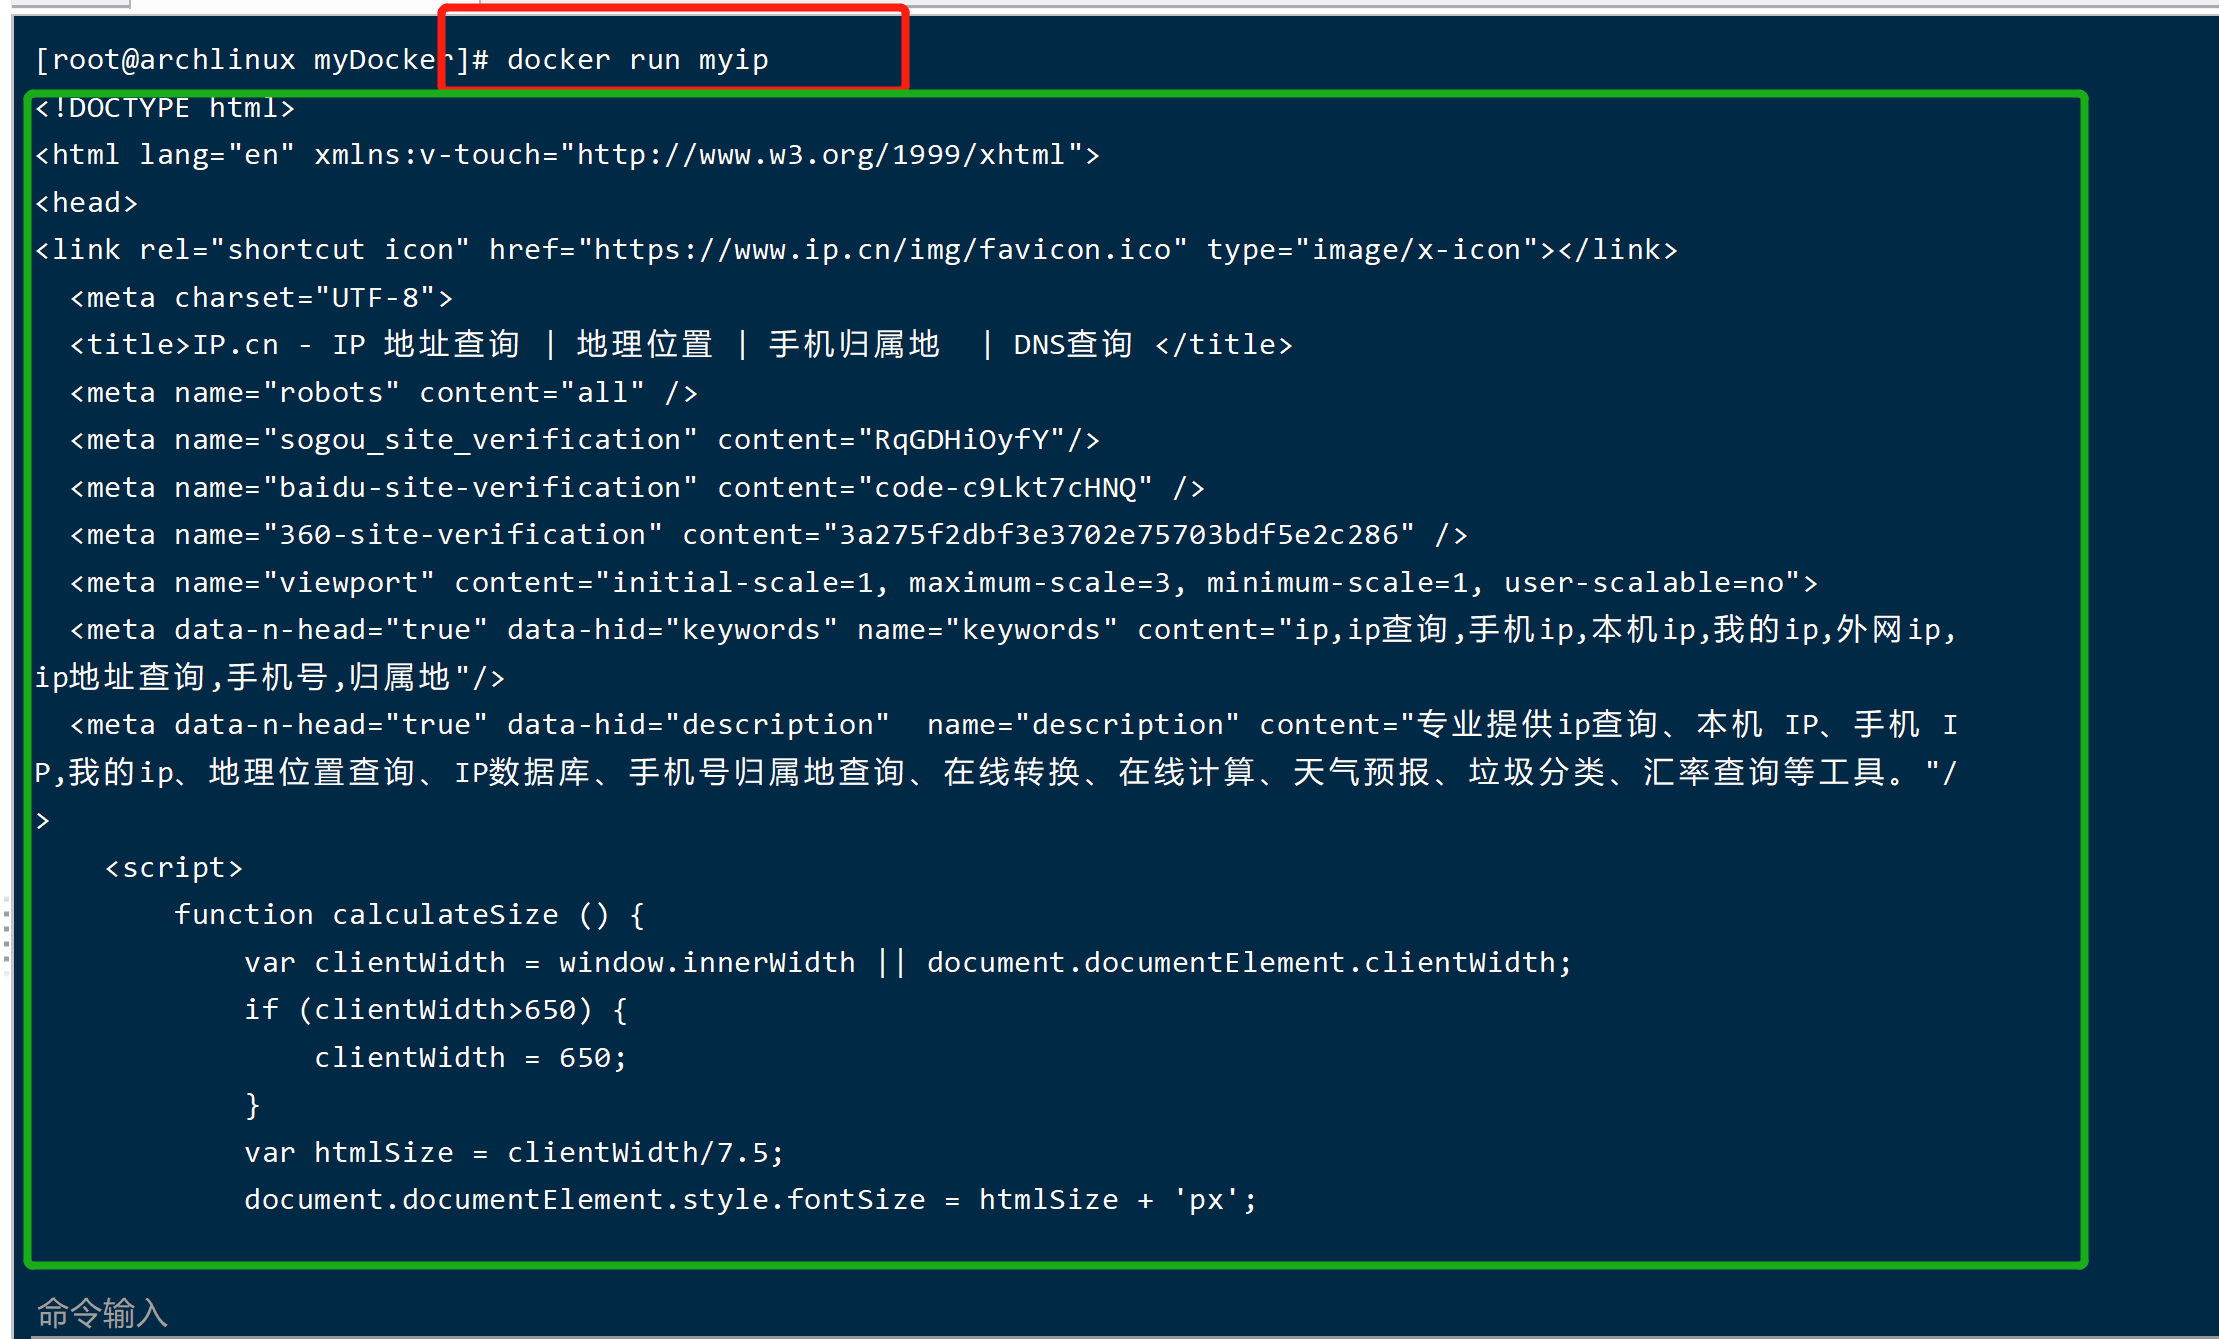 [root@archlinux myDocker]# docker run myip
<!DOCTYPE html>
<html lang="en" xmlns:v-touch="http://www.w3.org/1999/xhtml">
<head>
<link rel="shortcut icon" href="https://www.ip.cn/img/favicon.ico" type="image/x-icon"></link>
  <meta charset="UTF-8">
  <title>IP.cn - IP 地址查询 | 地理位置 | 手机归属地  | DNS查询 </title>
  <meta name="robots" content="all" />
  <meta name="sogou_site_verification" content="RqGDHiOyfY"/>
  <meta name="baidu-site-verification" content="code-c9Lkt7cHNQ" />
  <meta name="360-site-verification" content="3a275f2dbf3e3702e75703bdf5e2c286" />
  <meta name="viewport" content="initial-scale=1, maximum-scale=3, minimum-scale=1, user-scalable=no">
  <meta data-n-head="true" data-hid="keywords" name="keywords" content="ip,ip查询,手机ip,本机ip,我的ip,外网ip,
ip地址查询,手机号,归属地"/>
  <meta data-n-head="true" data-hid="description"  name="description" content="专业提供ip查询、本机 IP、手机 I
P,我的ip、地理位置查询、IP数据库、手机号归属地查询、在线转换、在线计算、天气预报、垃圾分类、汇率查询等工具。"/
>
    <script>
        function calculateSize () {
            var clientWidth = window.innerWidth || document.documentElement.clientWidth;
            if (clientWidth>650) {
                clientWidth = 650;
            }
            var htmlSize = clientWidth/7.5;
            document.documentElement.style.fontSize = htmlSize + 'px';
命令输入